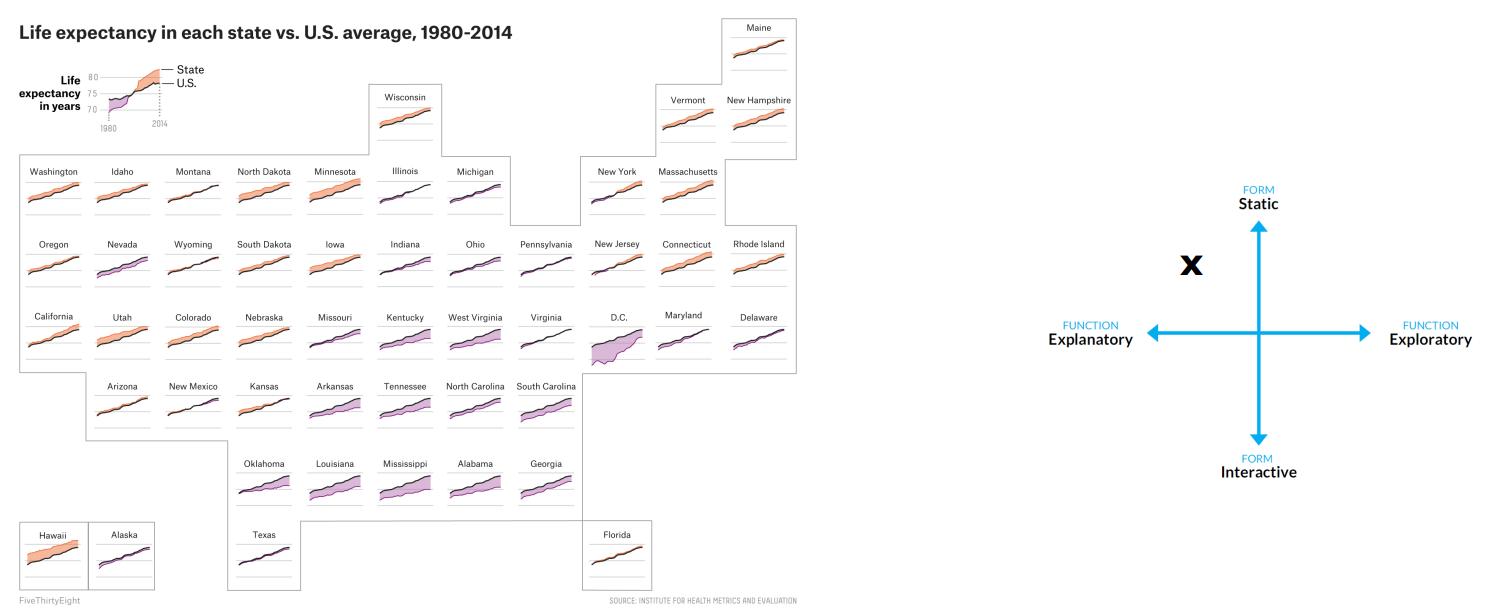 Life expectancy in each state vs. U.S. average, 1980-2014
Life
expectancy
in years
80
75
70
State
U.S.
1980
2014
Maine
Wisconsin
Vermont
New Hampshire
Washington
Idaho
Montana
North Dakota
Minnesota
Illinois
Michigan
New York
Massachusetts
Oregon
Nevada
Wyoming
South Dakota
Iowa
Indiana
Ohio
Pennsylvania
New Jersey
Connecticut
Rhode Island
California
Utah
Colorado
Nebraska
Missouri
Kentucky
West Virginia
Virginia
D.C.
Maryland
Delaware
Arizona
New Mexico
Kansas
Arkansas
Tennessee
North Carolina
South Carolina
Oklahoma
Louisiana
Mississippi
Alabama
Georgia
Hawaii
Alaska
Texas
Florida
FiveThirtyEight
SOURCE: INSTITUTE FOR HEALTH METRICS AND EVALUATION
FORM
Static
X
FUNCTION
Explanatory
FUNCTION
Exploratory
FORM
Interactive